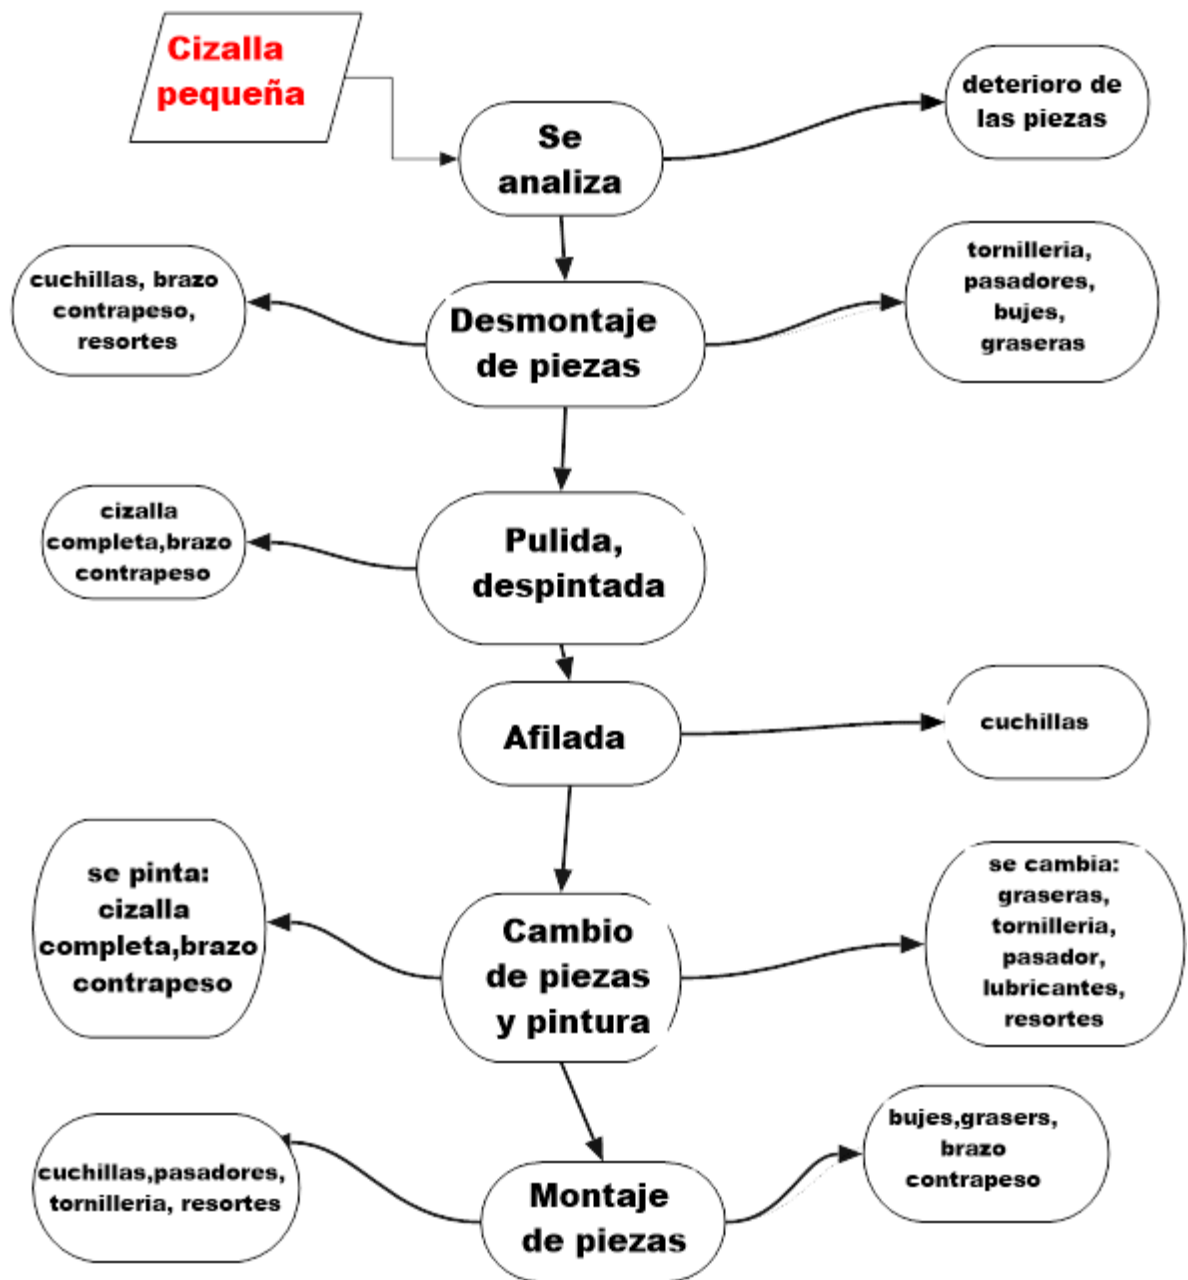 Cizalla
pequeña
Se
analiza
deterioro de
las piezas
cuchillas, brazo
contrapeso,
resortes
Desmontaje
de piezas
tornilleria,
pasadores,
bujes,
graseras
cizalla
completa,brazo
contrapeso
Pulida,
despintada
Afilada
cuchillas
se pinta:
cizalla
completa,brazo
contrapeso
Cambio
de piezas
y pintura
se cambia:
graseras,
tornilleria,
pasador,
lubricantes,
resortes
cuchillas,pasadores,
tornilleria, resortes
Montaje
de piezas
bujes,grasers,
brazo
contrapeso